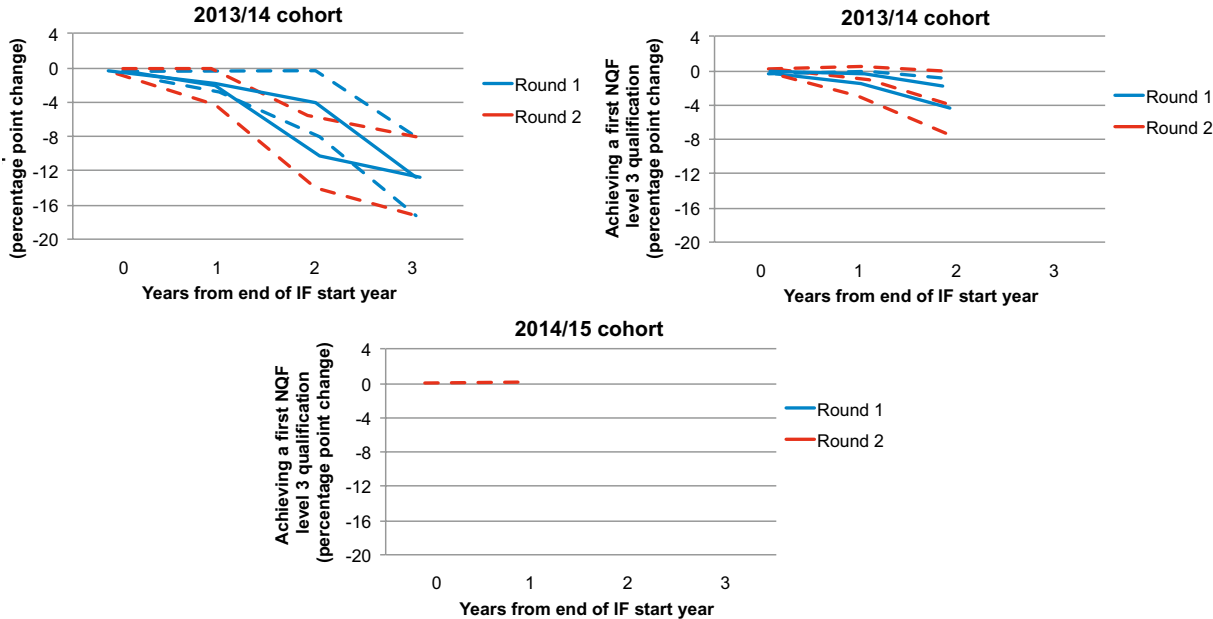 2013/14 cohort
(percentage point change)
4
0
-4
-8
-12
-16
-20
0 1 2 3
Years from end of IF start year
Round 1
Round 2
2013/14 cohort
Achieving a first NQF
level 3 qualification
(percentage point change)
4
0
-4
-8
-12
-16
-20
0 1 2 3
Years from end of IF start year
Round 1
Round 2
2014/15 cohort
Achieving a first NQF
level 3 qualification
(percentage point change)
4
0
-4
-8
-12
-16
-20
0 1 2 3
Years from end of IF start year
Round 1
Round 2